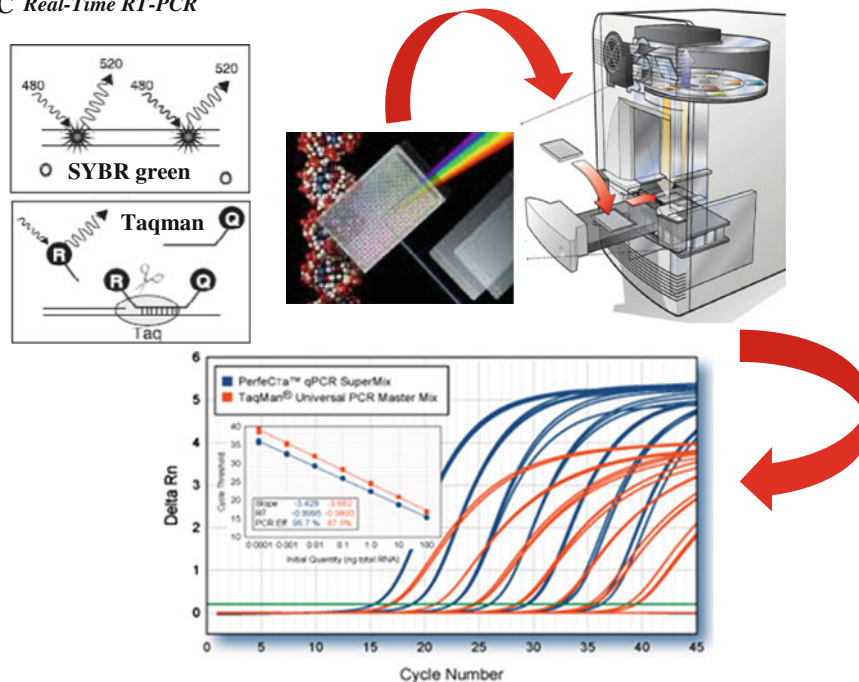 C Real-Time RT-PCR
480
520
480
520
SYBR green
Taqman
Q
R
R
Q
Taq
PerfeCTa™ qPCR SuperMix
TaqMan® Universal PCR Master Mix
Delta Rn
6
5
4
3
2
1
0
Cycle Threshold
40
35
30
25
20
15
10
Slope -3.429 -3.662
-0.9995 -0.9993
PCR Eff 95.7 % 87.5%
0.0001 0.001 0.01 0.1 1.0 10 100
Initial Quantity (ng total RNA)
0 5 10 15 20 25 30 35 40 45
Cycle Number